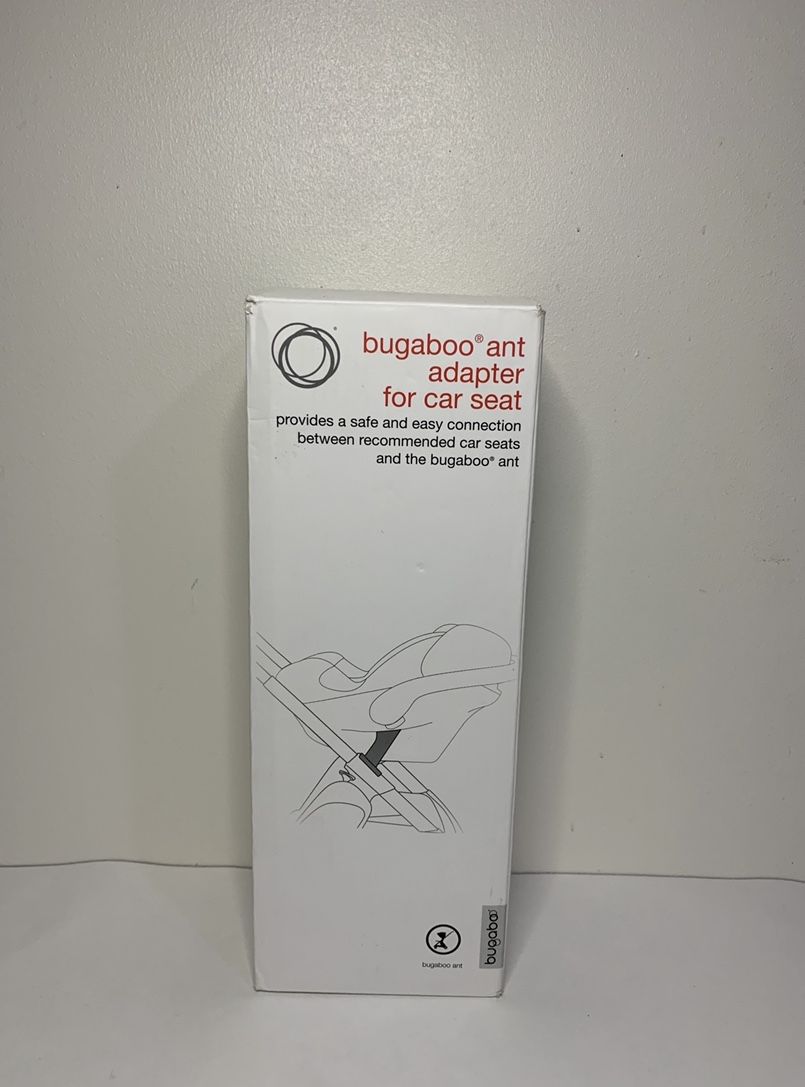 bugaboo® ant
adapter
for car seat
provides a safe and easy connection
between recommended car seats
and the bugaboo® ant
bugaboo ant
bugaboo